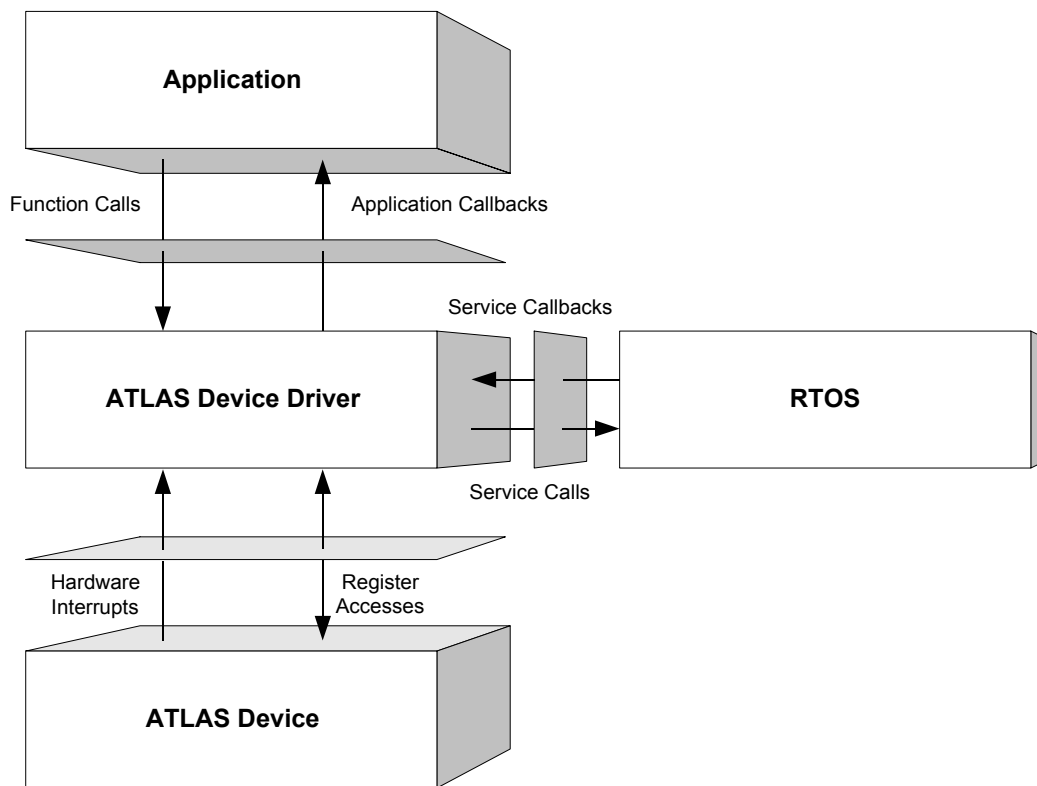 Application
Function Calls
Application Callbacks
Service Callbacks
ATLAS Device Driver
RTOS
Service Calls
Hardware
Interrupts
Register
Accesses
ATLAS Device